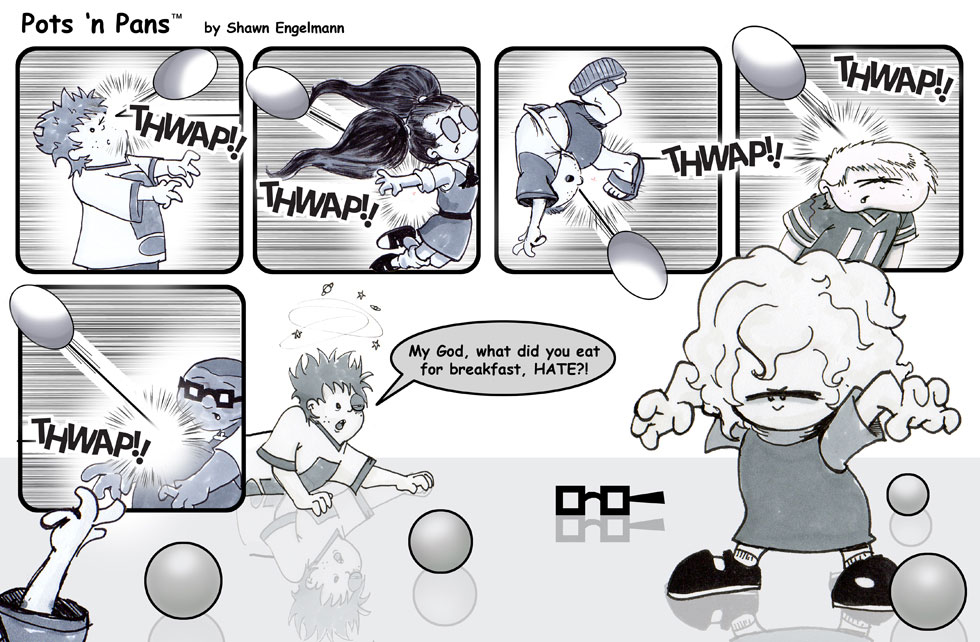 Pots 'n Pans™ by Shawn Engelmann
THWAP!!
THWAP!!
THWAP!!
THWAP!!
THWAP!!
My God, what did you eat
for breakfast, HATE?!